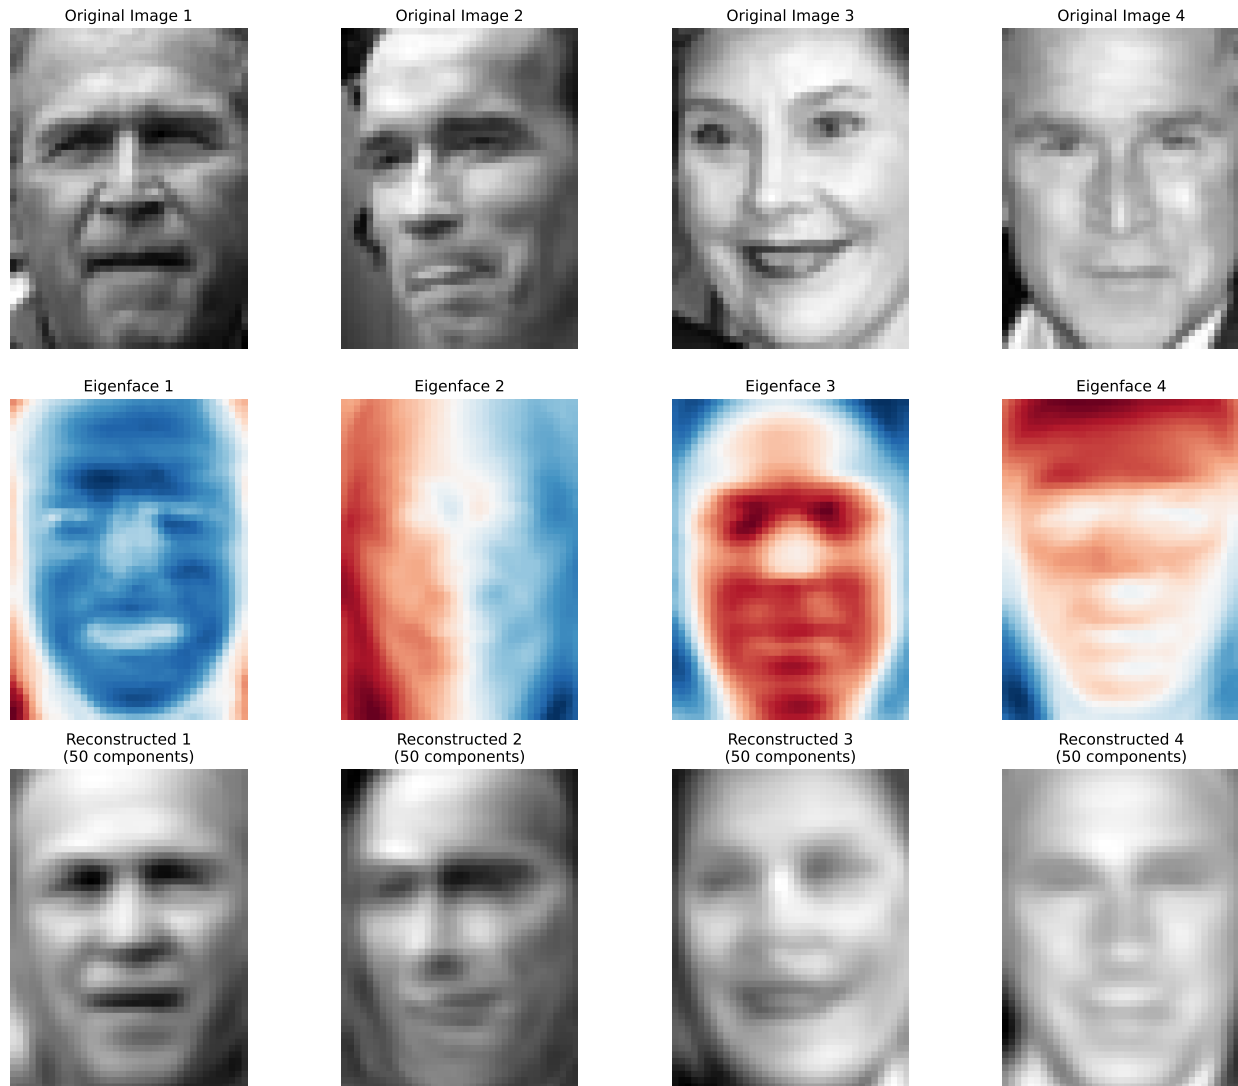 Original Image 1
Original Image 2
Original Image 3
Original Image 4
Eigenface 1
Eigenface 2
Eigenface 3
Eigenface 4
Reconstructed 1
(50 components)
Reconstructed 2
(50 components)
Reconstructed 3
(50 components)
Reconstructed 4
(50 components)